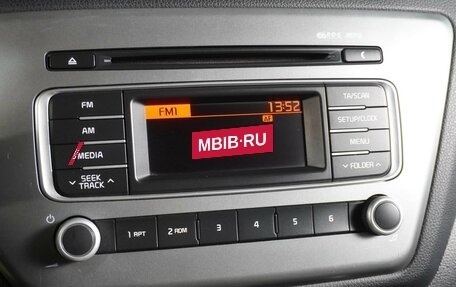 FM1 13:52
AF
FM
AM
MEDIA
SEEK
TRACK
TA/SCAN
SETUP/CLOCK
MENU
FOLDER
MBIB·RU
1 RPT
2 RDM
3
4
5
6